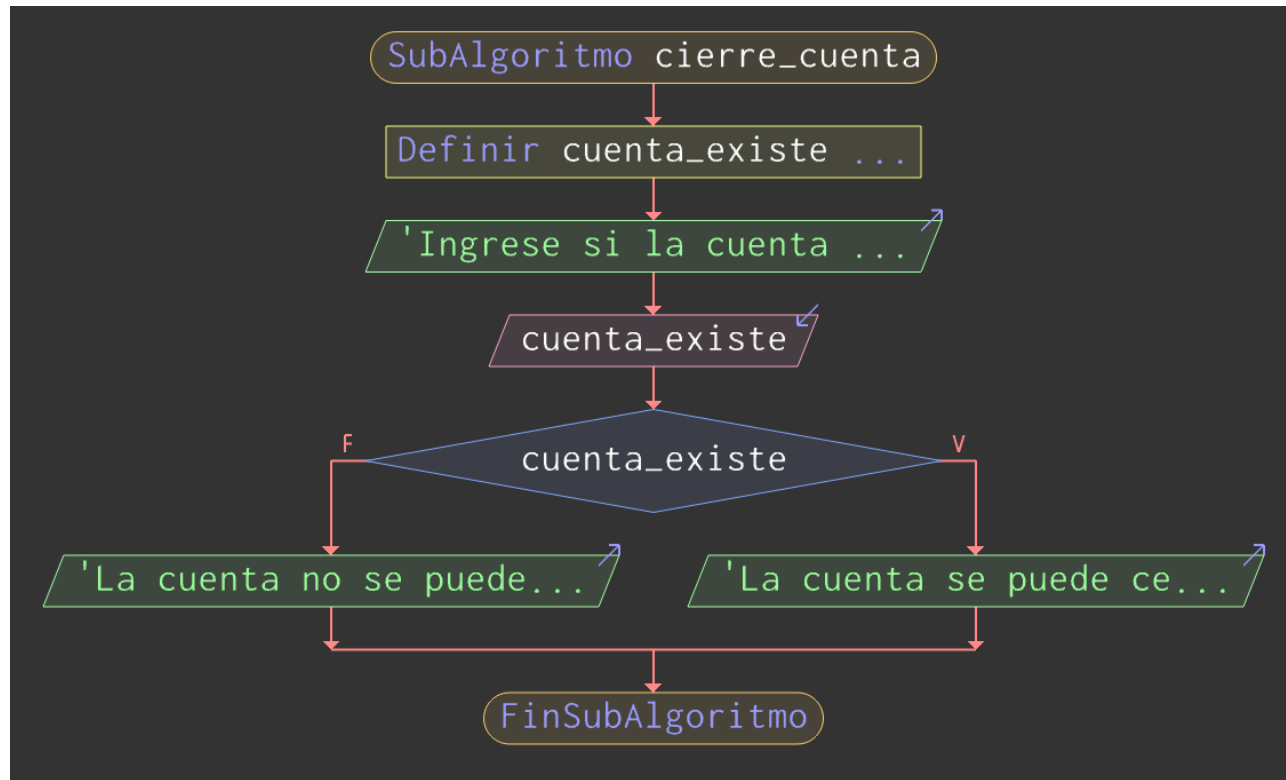 SubAlgoritmo cierre_cuenta
Definir cuenta_existe ...
'Ingrese si la cuenta ...
cuenta_existe
F
cuenta_existe
V
'La cuenta no se puede...
'La cuenta se puede ce...
FinSubAlgoritmo